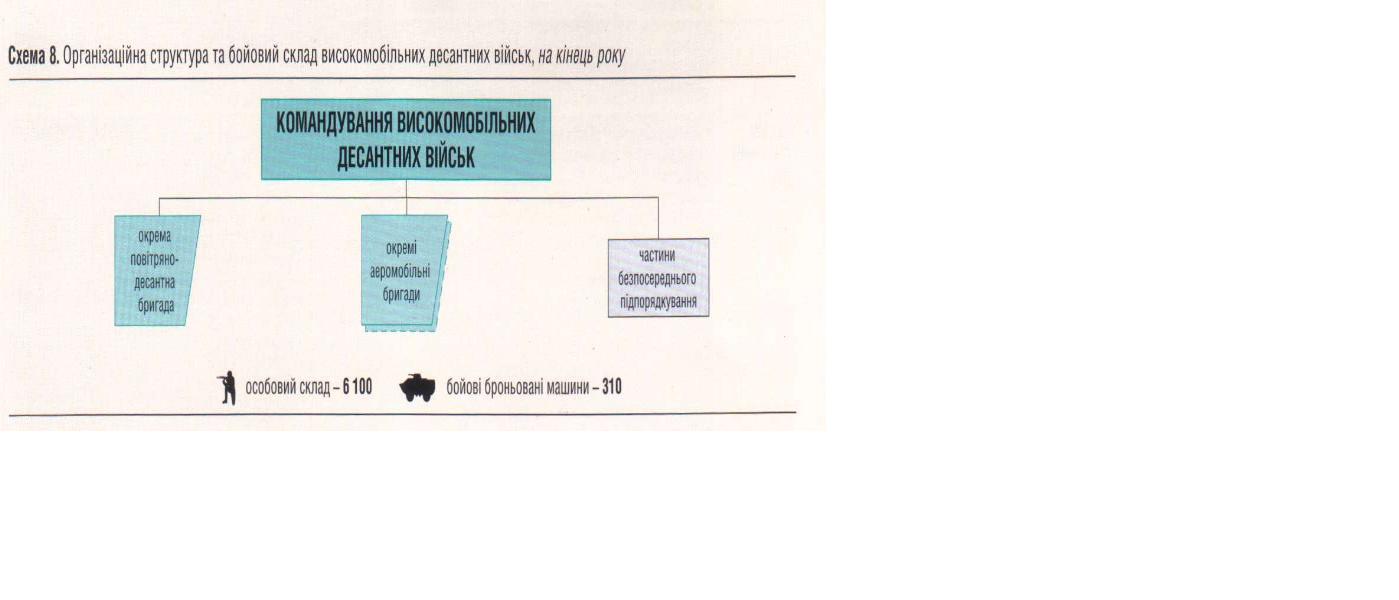 Схема 8. Організаційна структура та бойовий склад високомобільних десантних військ, на кінець року
КОМАНДУВАННЯ ВИСОКОМОБІЛЬНИХ
ДЕСАНТНИХ ВІЙСЬК
окрема
повітряно-
десантна
бригада
окремі
аеромобільні
бригади
частини
безпосереднього
підпорядкування
особовий склад – 6 100
бойові броньовані машини – 310